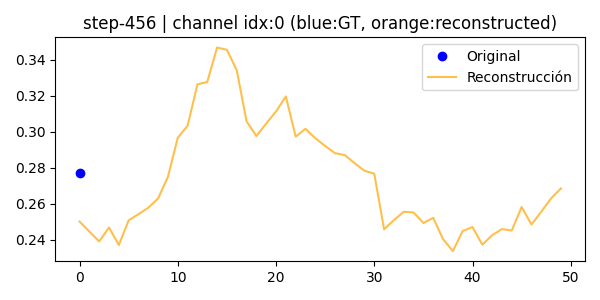 step-456 | channel idx:0 (blue:GT, orange:reconstructed)
Original
Reconstrucción
0.34
0.32
0.30
0.28
0.26
0.24
0 10 20 30 40 50